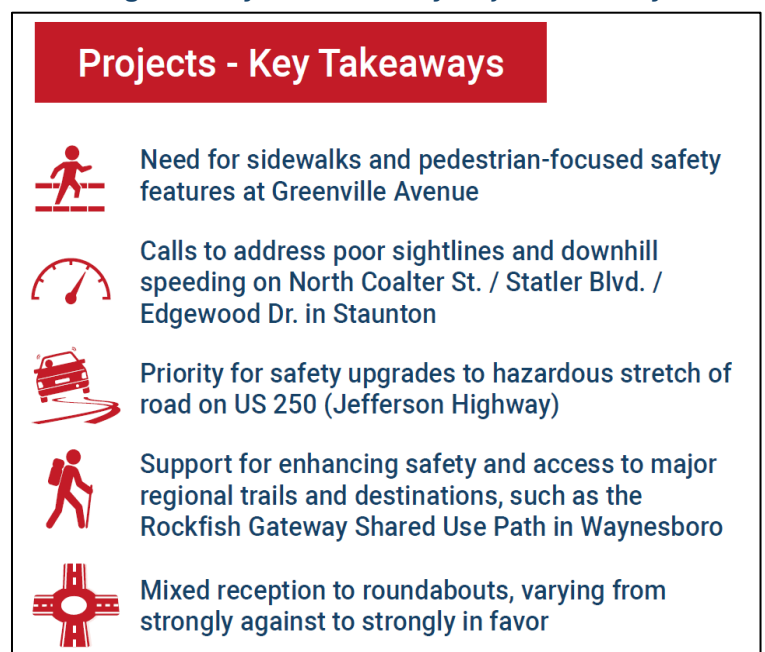 Projects - Key Takeaways
Need for sidewalks and pedestrian-focused safety
features at Greenville Avenue
Calls to address poor sightlines and downhill
speeding on North Coalter St. / Statler Blvd. /
Edgewood Dr. in Staunton
Priority for safety upgrades to hazardous stretch of
road on US 250 (Jefferson Highway)
Support for enhancing safety and access to major
regional trails and destinations, such as the
Rockfish Gateway Shared Use Path in Waynesboro
Mixed reception to roundabouts, varying from
strongly against to strongly in favor